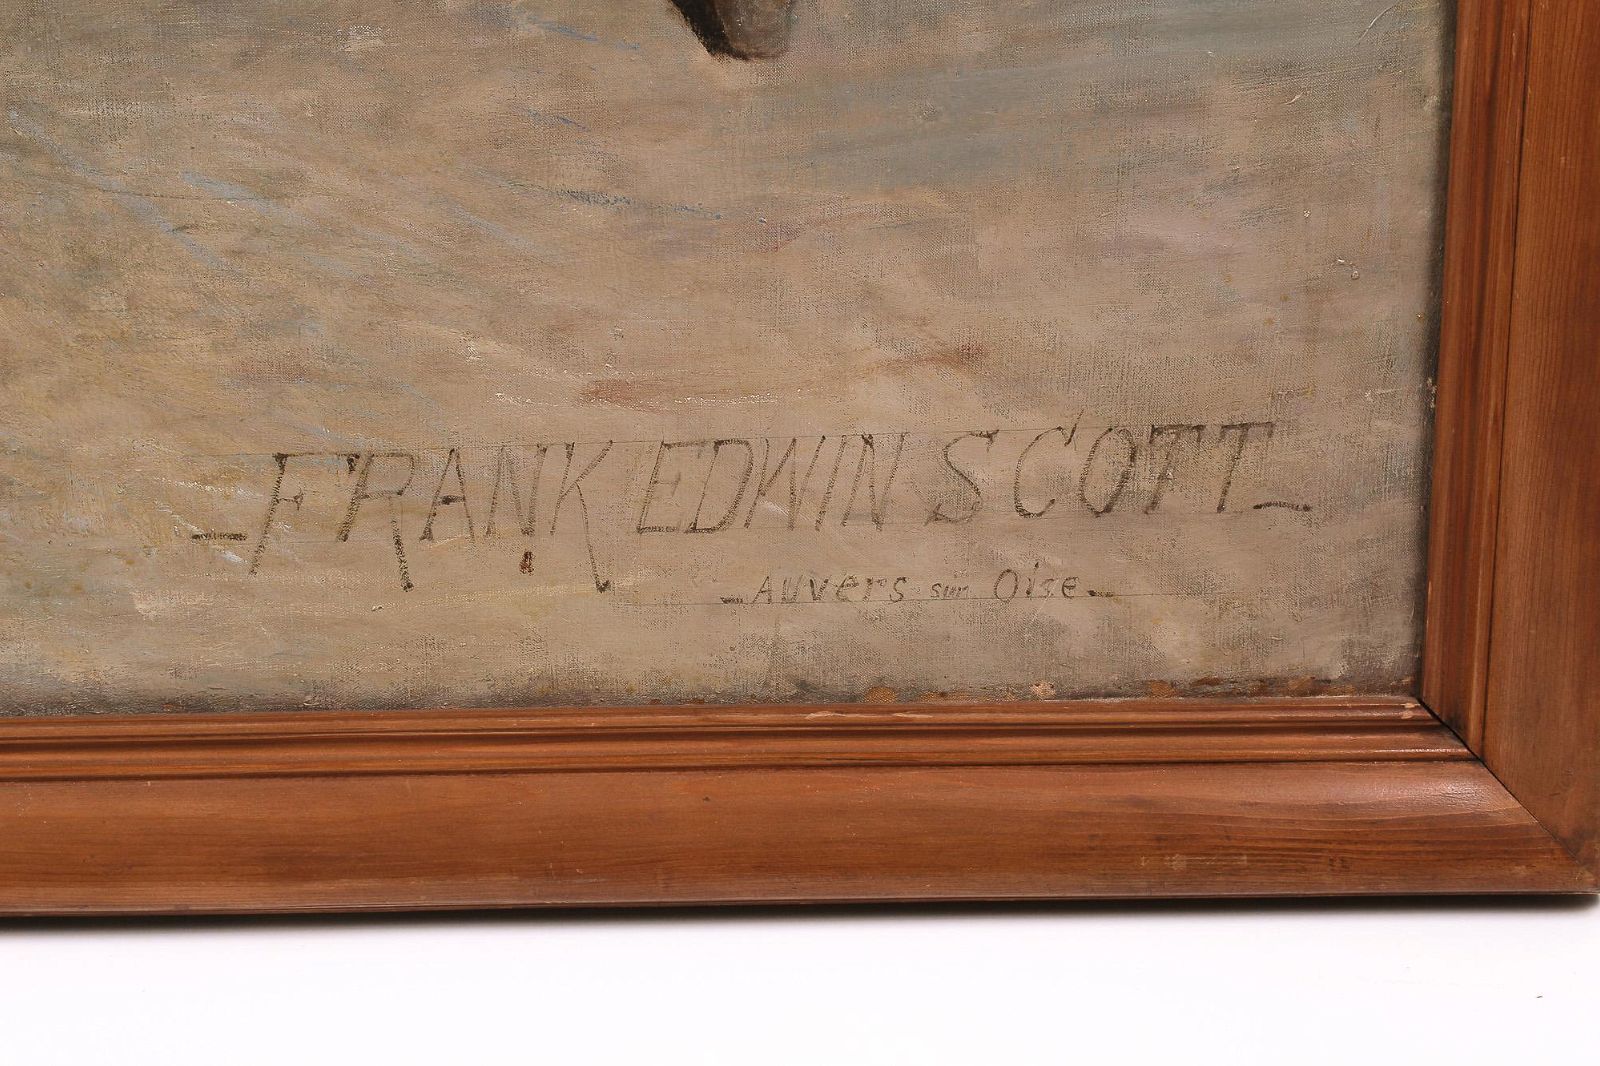 - FRANK EDWIN SCOTT -
- Auvers sur Oise -